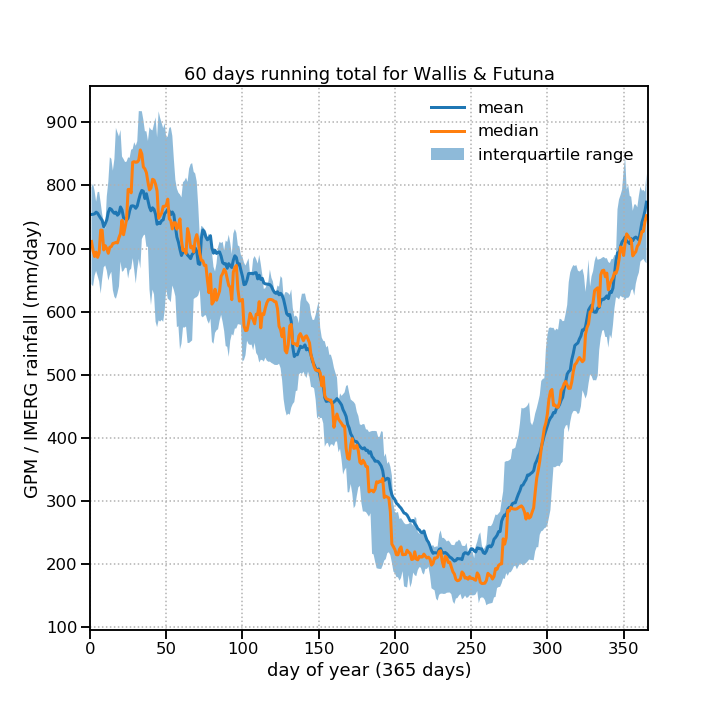 60 days running total for Wallis & Futuna
mean
median
interquartile range
GPM / IMERG rainfall (mm/day)
900
800
700
600
500
400
300
200
100
0 50 100 150 200 250 300 350
day of year (365 days)